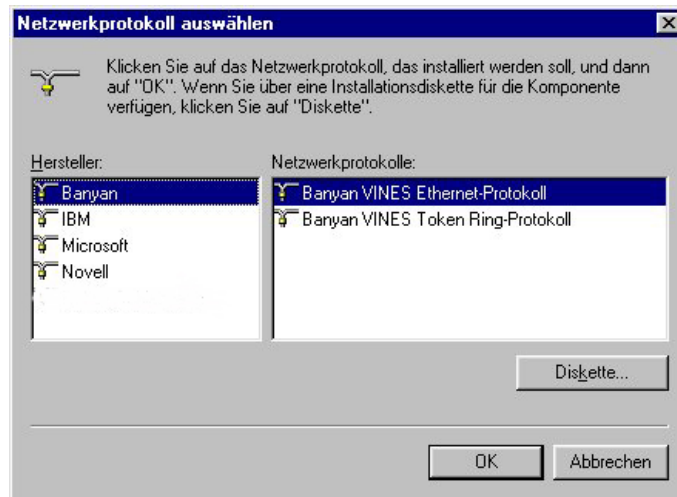 Netzwerkprotokoll auswählen
Klicken Sie auf das Netzwerkprotokoll, das installiert werden soll, und dann
auf "OK". Wenn Sie über eine Installationsdiskette für die Komponente
verfügen, klicken Sie auf "Diskette".
Hersteller:
Banyan
IBM
Microsoft
Novell
Netzwerkprotokolle:
Banyan VINES Ethernet-Protokoll
Banyan VINES Token Ring-Protokoll
Diskette...
OK
Abbrechen